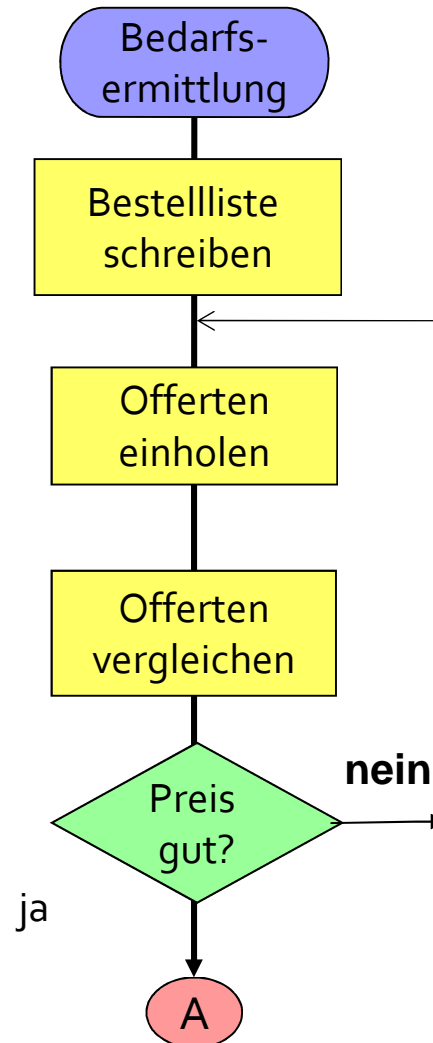 Bedarfs-
ermittlung
Bestellliste
schreiben
Offerten
einholen
Offerten
vergleichen
nein
Preis
gut?
ja
A